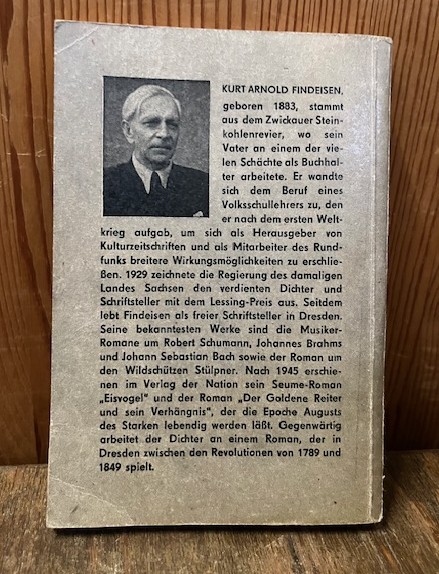 KURT ARNOLD FINDEISEN,
geboren 1883, stammt
aus dem Zwickauer Stein-
kohlenrevier, wo sein
Vater an einem der vie-
len Schächte als Buchhal-
ter arbeitete. Er wandte
sich dem Beruf eines
Volksschullehrers zu, den
er nach dem ersten Welt-
krieg aufgab, um sich als Herausgeber von
Kulturzeitschriften und als Mitarbeiter des Rund-
funks breitere Wirkungsmöglichkeiten zu erschlie-
ßen. 1929 zeichnete die Regierung des damaligen
Landes Sachsen den verdienten Dichter und
Schriftsteller mit dem Lessing-Preis aus. Seitdem
lebt Findeisen als freier Schriftsteller in Dresden.
Seine bekanntesten Werke sind die Musiker-
Romane um Robert Schumann, Johannes Brahms
und Johann Sebastian Bach sowie der Roman um
den Wildschützen Stülpner. Nach 1945 erschie-
nen im Verlag der Nation sein Seume-Roman
„Eisvogel" und der Roman „Der Goldene Reiter
und sein Verhängnis", der die Epoche Augusts
des Starken lebendig werden läßt. Gegenwärtig
arbeitet der Dichter an einem Roman, der in
Dresden zwischen den Revolutionen von 1789 und
1849 spielt.